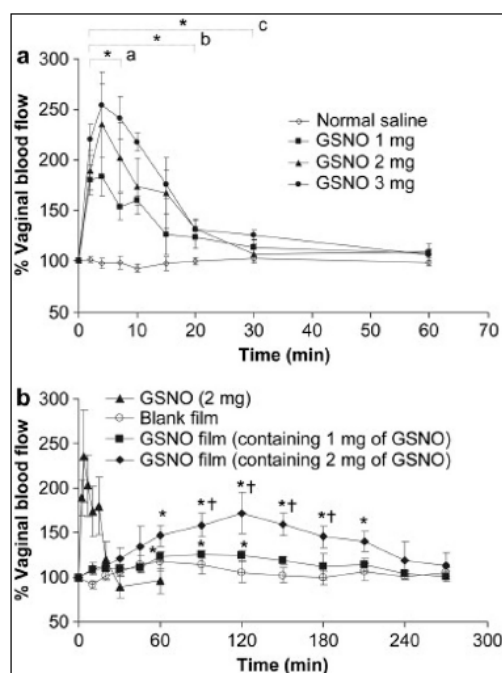 * c
* b
a * a
300
250
200
150
100
50
% Vaginal blood flow
Normal saline
GSNO 1 mg
GSNO 2 mg
GSNO 3 mg
0 10 20 30 40 50 60 70
Time (min)
b
300
250
200
150
100
50
% Vaginal blood flow
GSNO (2 mg)
Blank film
GSNO film (containing 1 mg of GSNO)
GSNO film (containing 2 mg of GSNO)
* *† *† *† *† *
* * *
0 60 120 180 240 300
Time (min)